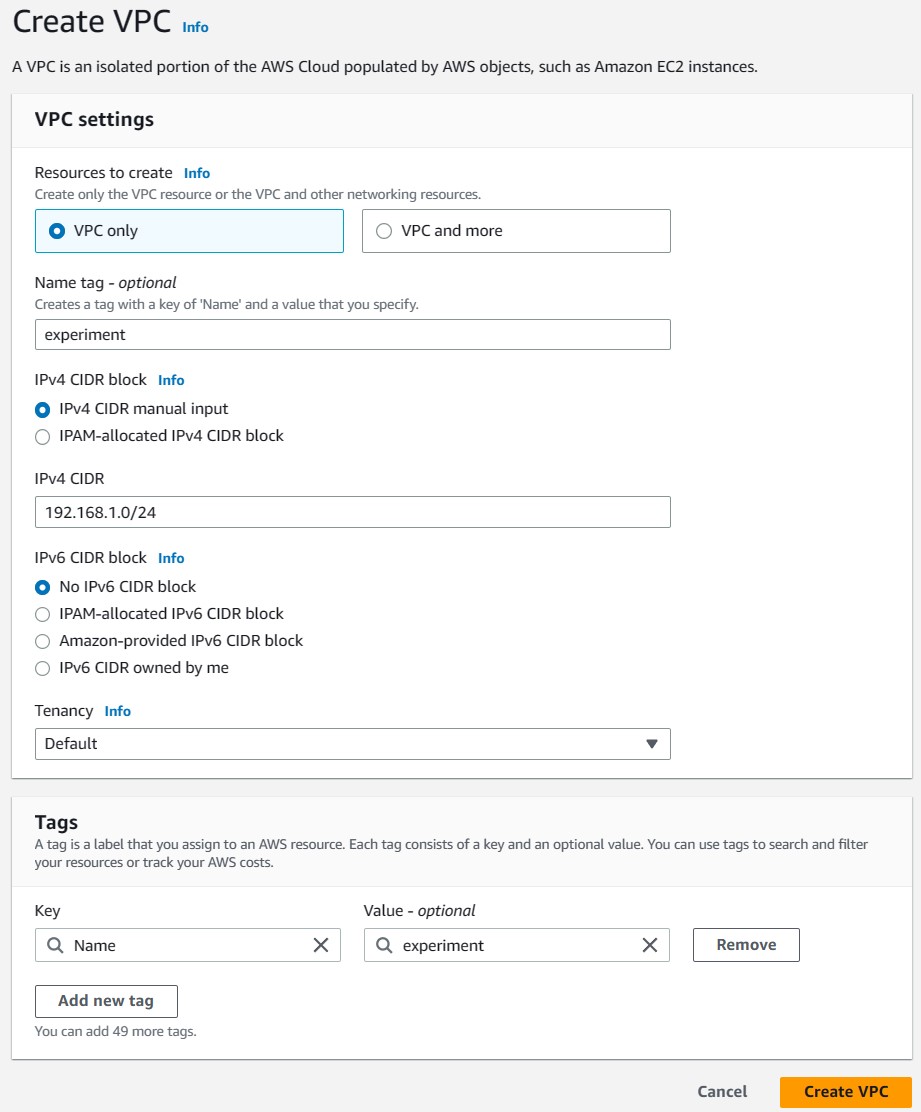 Create VPC Info
A VPC is an isolated portion of the AWS Cloud populated by AWS objects, such as Amazon EC2 instances.
VPC settings
Resources to create Info
Create only the VPC resource or the VPC and other networking resources.
VPC only
VPC and more
Name tag - optional
Creates a tag with a key of 'Name' and a value that you specify.
experiment
IPv4 CIDR block Info
IPv4 CIDR manual input
IPAM-allocated IPv4 CIDR block
IPv4 CIDR
192.168.1.0/24
IPv6 CIDR block Info
No IPv6 CIDR block
IPAM-allocated IPv6 CIDR block
Amazon-provided IPv6 CIDR block
IPv6 CIDR owned by me
Tenancy Info
Default
Tags
A tag is a label that you assign to an AWS resource. Each tag consists of a key and an optional value. You can use tags to search and filter
your resources or track your AWS costs.
Key
Value - optional
Name
experiment
Remove
Add new tag
You can add 49 more tags.
Cancel
Create VPC